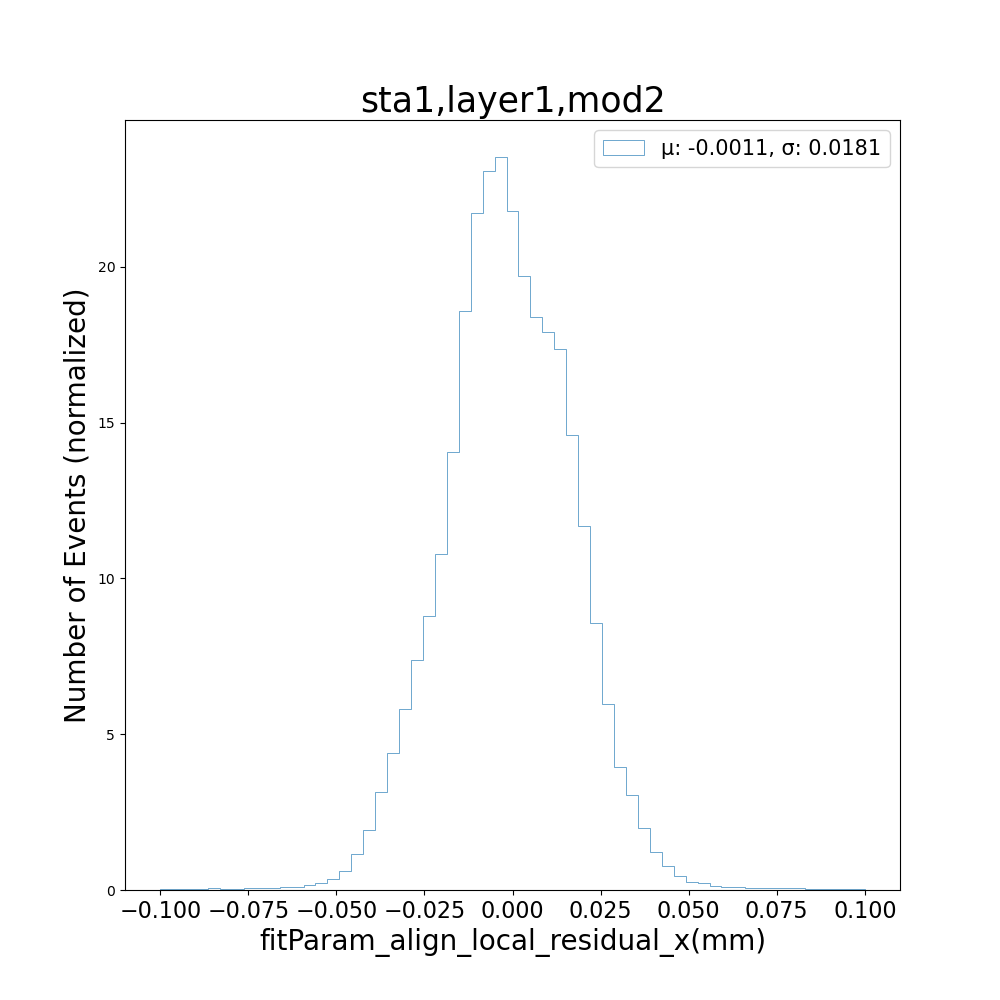 sta1,layer1,mod2
μ: -0.0011, σ: 0.0181
Number of Events (normalized)
20
15
10
5
0
−0.100 −0.075 −0.050 −0.025 0.000 0.025 0.050 0.075 0.100
fitParam_align_local_residual_x(mm)